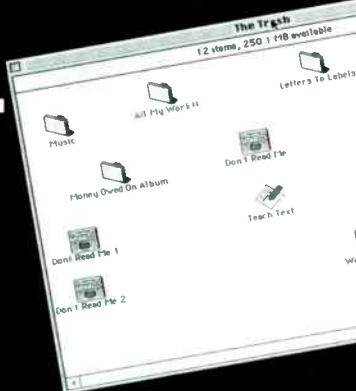 The Trash
12 items, 250.1 MB available
Letters To Labels
All My Work!!
Music
Don't Read Me
Money Owed On Album
Teach Text
Dont Read Me 1
Don't Read Me 2